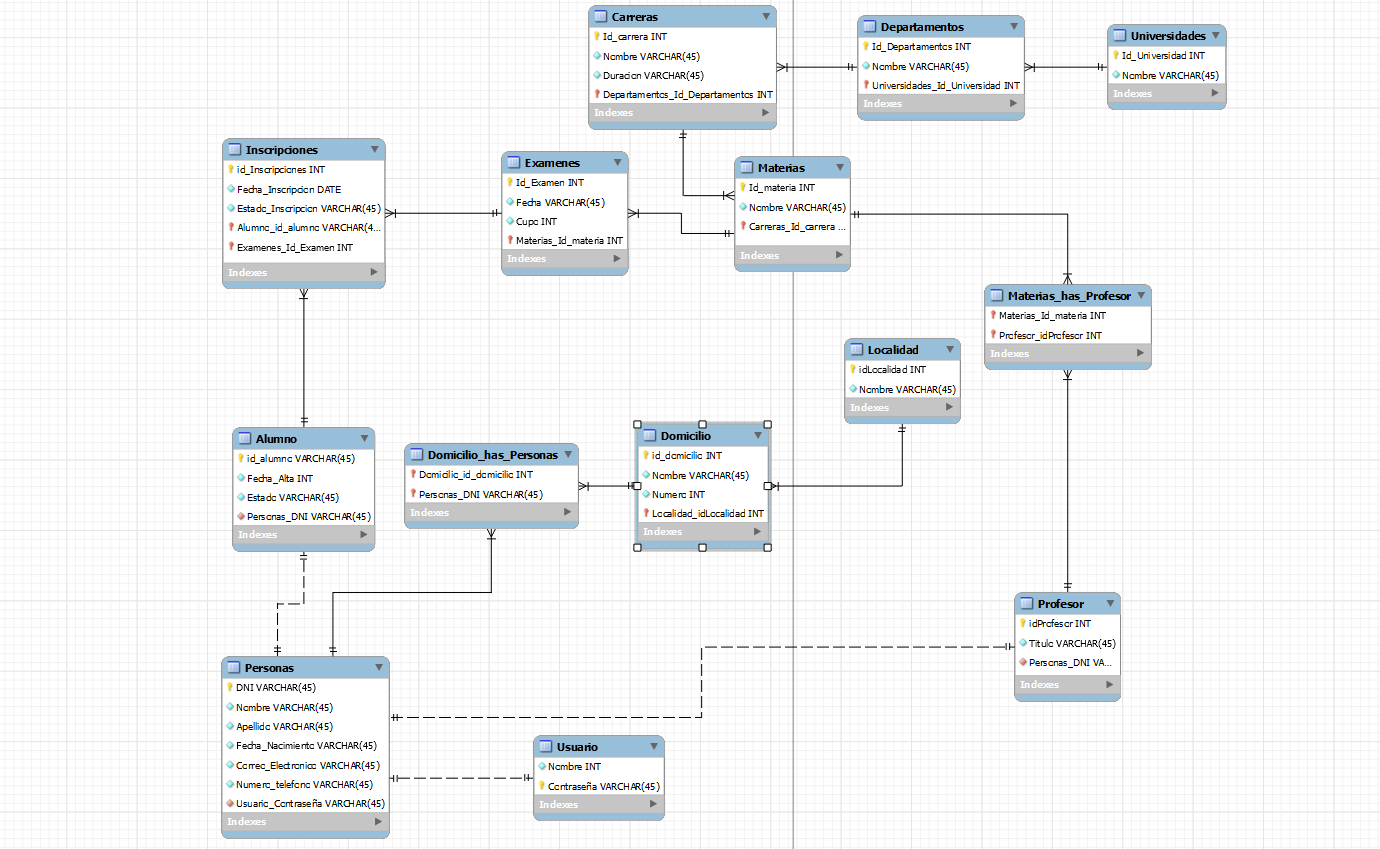 Carreras
Id_carrera INT
Nombre VARCHAR(45)
Duracion VARCHAR(45)
Departamentos_Id_Departamentos INT
Indexes
Departamentos
Id_Departamentos INT
Nombre VARCHAR(45)
Universidades_Id_Universidad INT
Indexes
Universidades
Id_Universidad INT
Nombre VARCHAR(45)
Indexes
Inscripciones
id_Inscripciones INT
Fecha_Inscripcion DATE
Estado_Inscripcion VARCHAR(45)
Alumno_id_alumno VARCHAR(4...
Examenes_Id_Examen INT
Indexes
Examenes
Id_Examen INT
Fecha VARCHAR(45)
Cupo INT
Materias_Id_materia INT
Indexes
Materias
Id_materia INT
Nombre VARCHAR(45)
Carreras_Id_carrera ...
Indexes
Materias_has_Profesor
Materias_Id_materia INT
Profesor_idProfesor INT
Indexes
Localidad
idLocalidad INT
Nombre VARCHAR(45)
Indexes
Alumno
id_alumno VARCHAR(45)
Fecha_Alta INT
Estado VARCHAR(45)
Personas_DNI VARCHAR(45)
Indexes
Domicilio_has_Personas
Domicilio_id_domicilio INT
Personas_DNI VARCHAR(45)
Indexes
Domicilio
id_domicilio INT
Nombre VARCHAR(45)
Numero INT
Localidad_idLocalidad INT
Indexes
Profesor
idProfesor INT
Titulo VARCHAR(45)
Personas_DNI VA...
Indexes
Personas
DNI VARCHAR(45)
Nombre VARCHAR(45)
Apellido VARCHAR(45)
Fecha_Nacimiento VARCHAR(45)
Correo_Electronico VARCHAR(45)
Numero_telefono VARCHAR(45)
Usuario_Contraseña VARCHAR(45)
Indexes
Usuario
Nombre INT
Contraseña VARCHAR(45)
Indexes